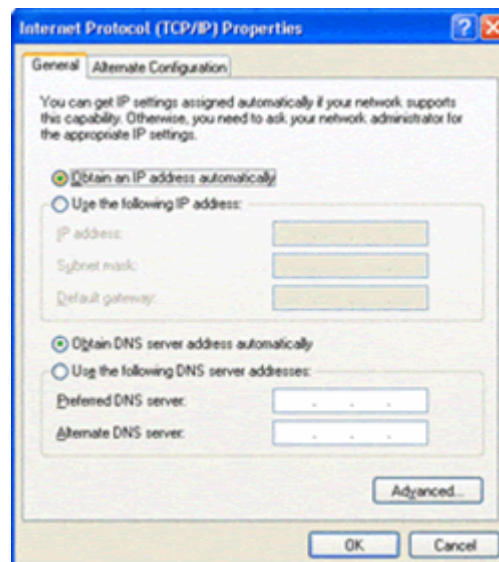 Internet Protocol (TCP/IP) Properties
General
Alternate Configuration
You can get IP settings assigned automatically if your network supports
this capability. Otherwise, you need to ask your network administrator for
the appropriate IP settings.
Obtain an IP address automatically
Use the following IP address:
IP address:
Subnet mask:
Default gateway:
Obtain DNS server address automatically
Use the following DNS server addresses:
Preferred DNS server:
Alternate DNS server:
Advanced...
OK
Cancel